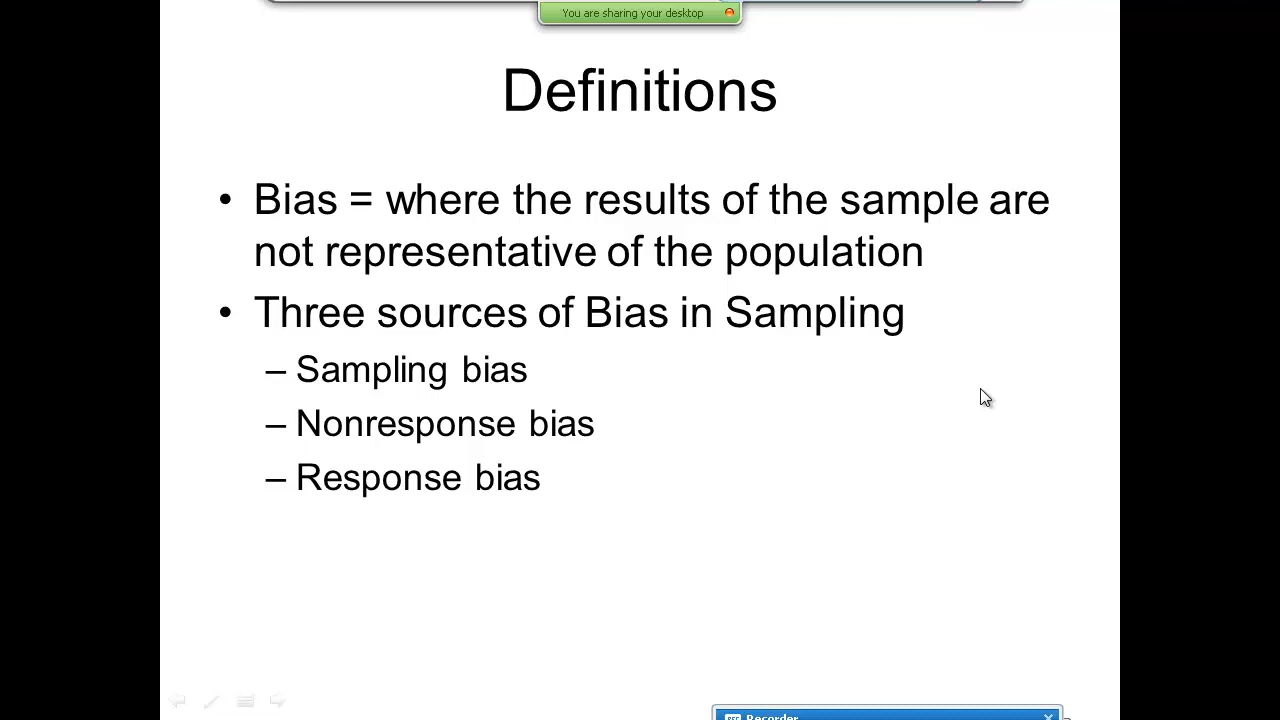 You are sharing your desktop
Definitions
• Bias = where the results of the sample are
not representative of the population
• Three sources of Bias in Sampling
– Sampling bias
– Nonresponse bias
– Response bias
Recorder